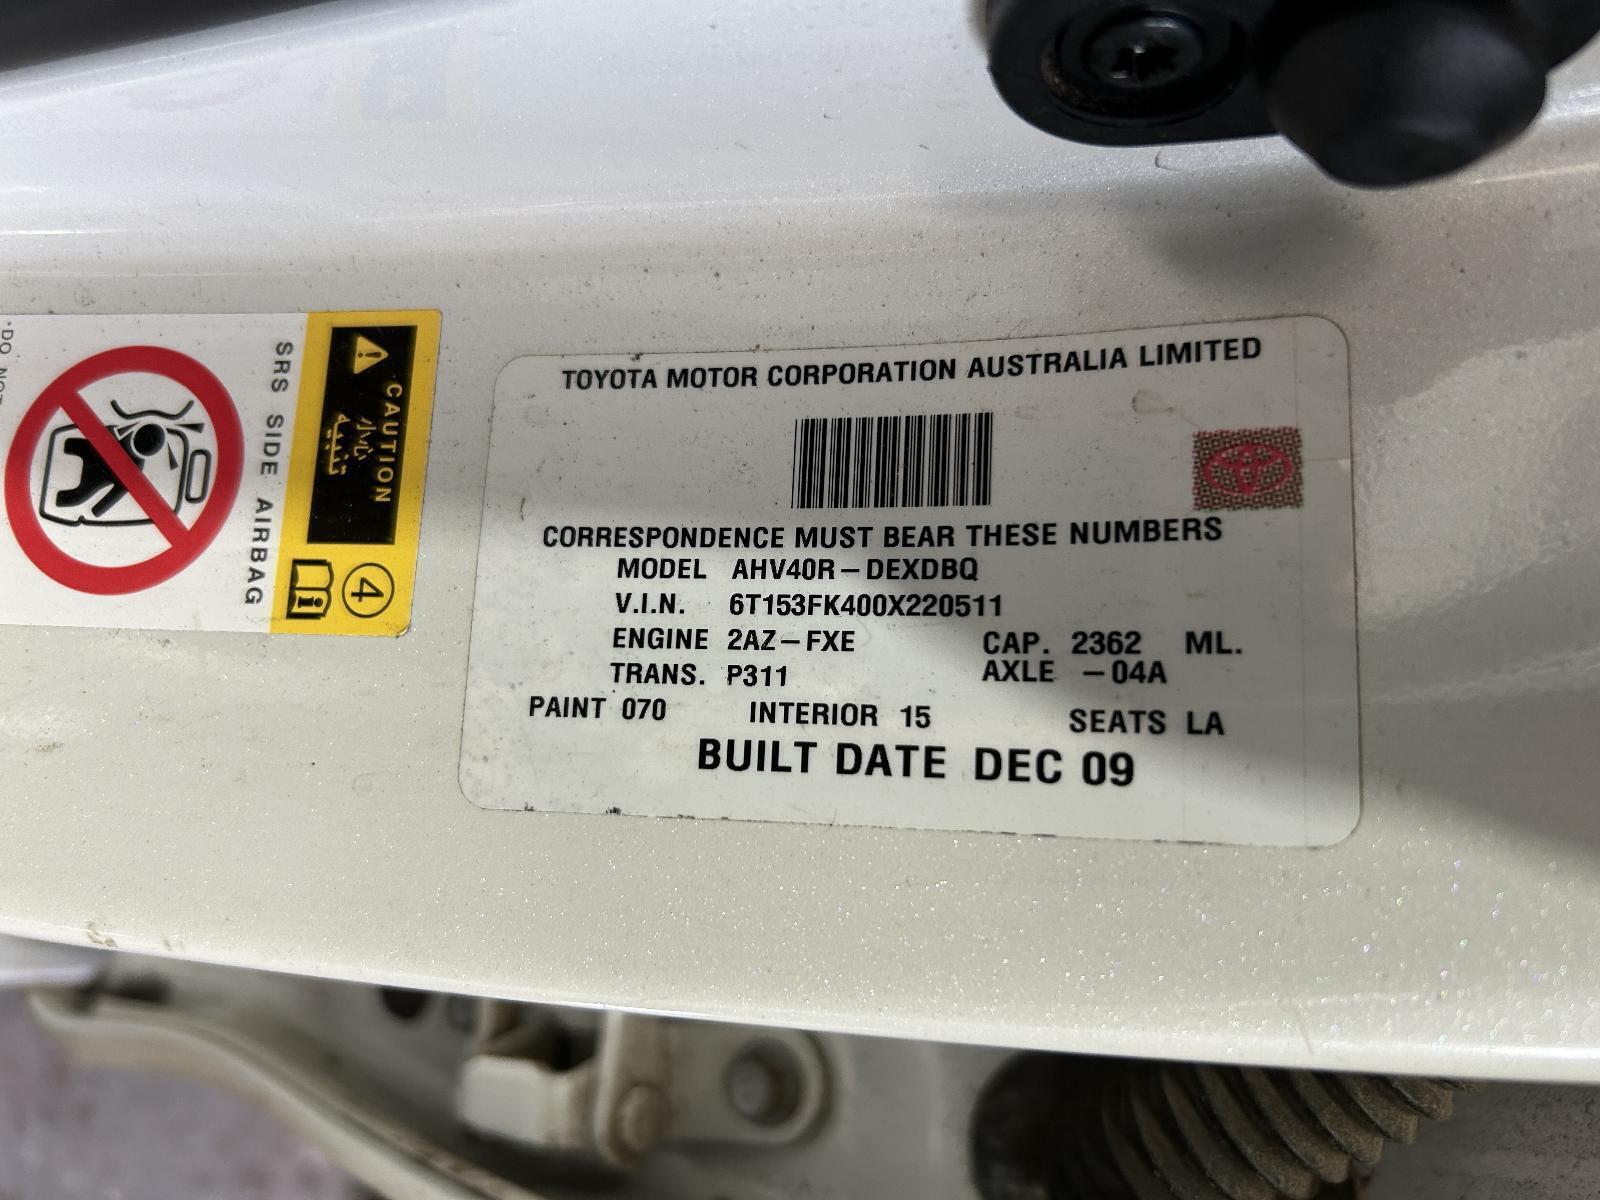 TOYOTA MOTOR CORPORATION AUSTRALIA LIMITED
CORRESPONDENCE MUST BEAR THESE NUMBERS
MODEL AHV40R-DEXDBQ
V.I.N. 6T153FK400X220511
ENGINE 2AZ-FXE CAP. 2362 ML.
TRANS. P311 AXLE -04A
PAINT 070 INTERIOR 15 SEATS LA
BUILT DATE DEC 09
CAUTION
تنبيه
4
SRS SIDE AIRBAG